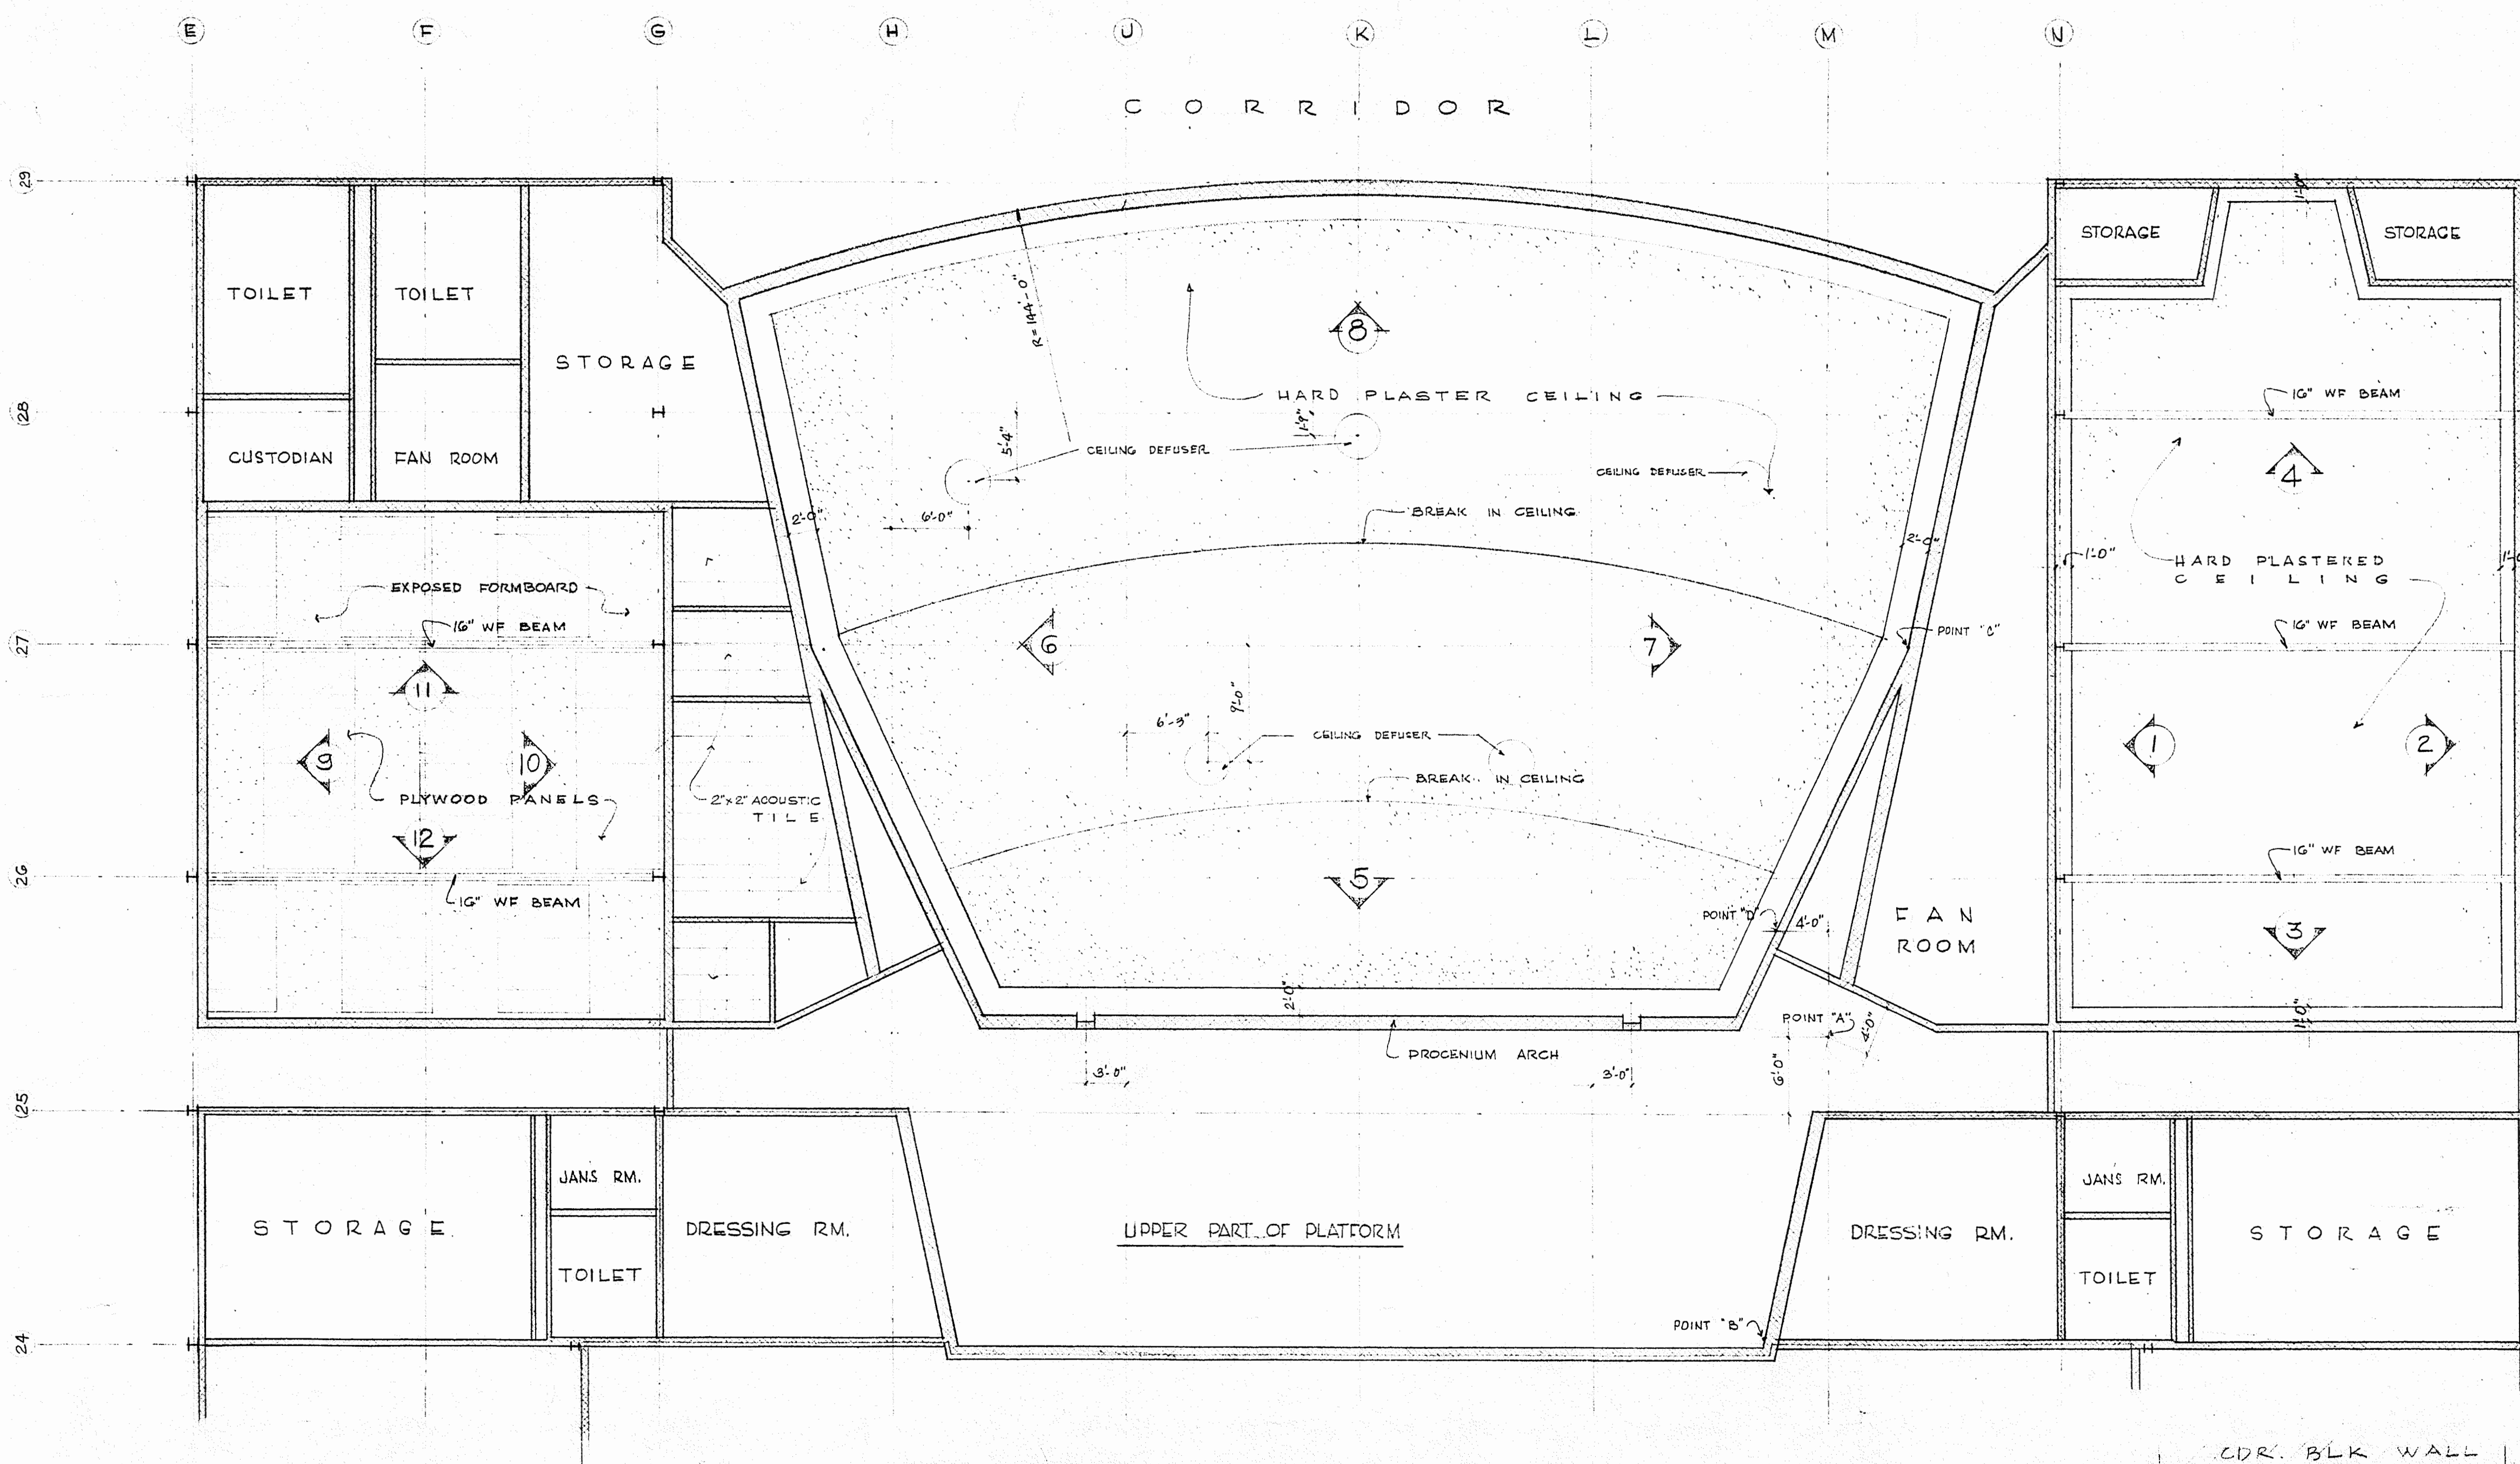 E F G H J K L M N
C O R R I D O R
29
1'-0"
STORAGE
STORAGE
TOILET
TOILET
R=144'-0"
8
STORAGE
HARD PLASTER CEILING
16" WF BEAM
28
1'-9"
5'-4"
CEILING DEFUSER
CUSTODIAN
FAN ROOM
CEILING DEFUSER
4
2'-0"
6'-0"
BREAK IN CEILING
2'-0"
1'-0"
HARD PLASTERED
CEILING
EXPOSED FORMBOARD
16" WF BEAM
16" WF BEAM
27
6
7
POINT "C"
11
9'-0"
6'-3"
CEILING DEFUSER
1
2
9
10
BREAK IN CEILING
PLYWOOD PANELS
2"x2" ACOUSTIC
TILE
12
16" WF BEAM
26
5
16" WF BEAM
POINT "D"
4'-0"
FAN
ROOM
3
2'-0"
1'-0"
POINT "A"
4'-0"
PROCENIUM ARCH
6'-0"
3'-0"
3'-0"
25
JAN'S RM.
JAN'S RM.
STORAGE
DRESSING RM.
UPPER PART OF PLATFORM
DRESSING RM.
STORAGE
TOILET
TOILET
POINT "B"
24
CDR. BLK WALL